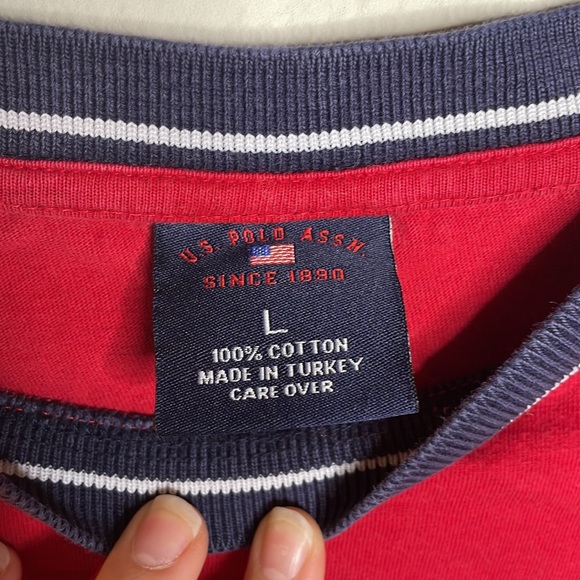 U.S. POLO ASSN.
SINCE 1890
L
100% COTTON
MADE IN TURKEY
CARE OVER